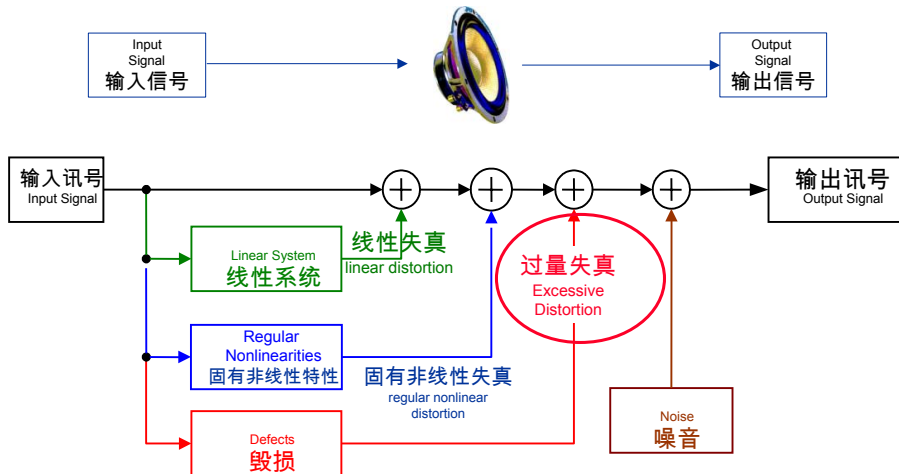 Input
Signal
输入信号
Output
Signal
输出信号
输入讯号
Input Signal
输出讯号
Output Signal
Linear System
线性系统
线性失真
linear distortion
过量失真
Excessive
Distortion
Regular
Nonlinearities
固有非线性特性
固有非线性失真
regular nonlinear
distortion
Defects
毁损
Noise
噪音